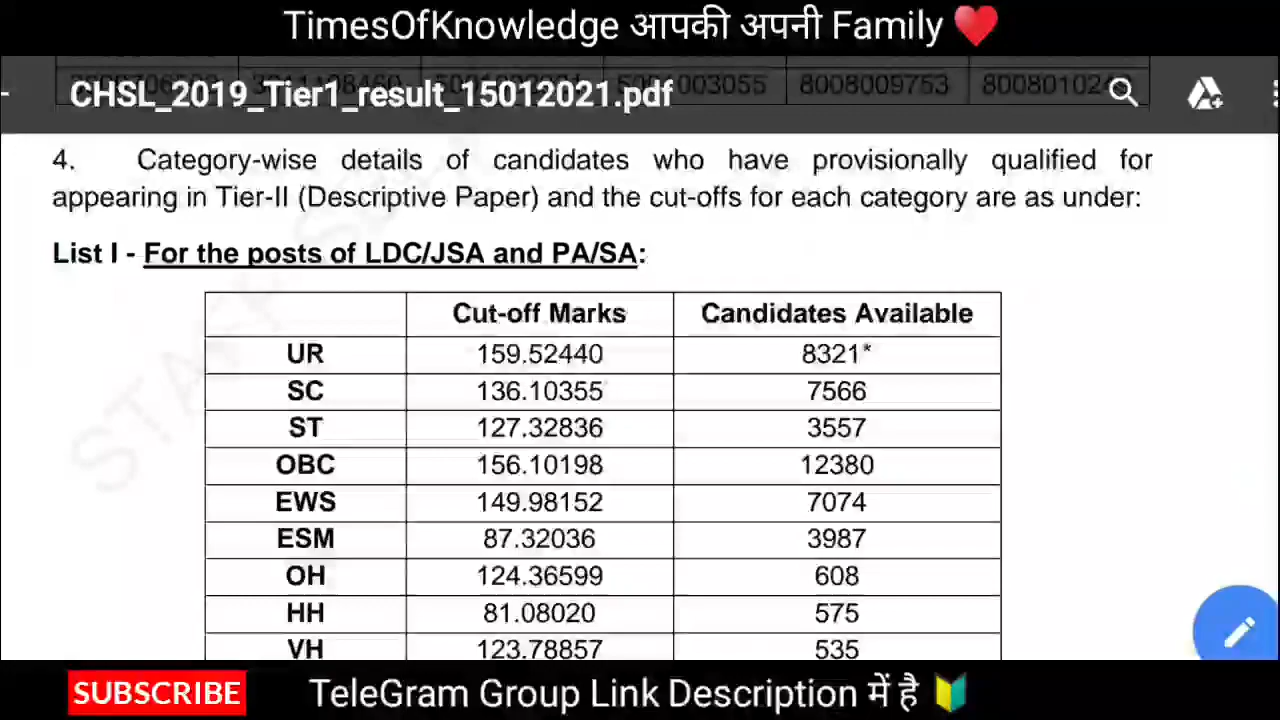 TimesOfKnowledge आपकी अपनी Family
003055 8008009753 800801024
CHSL_2019_Tier1_result_15012021.pdf
4. Category-wise details of candidates who have provisionally qualified for
appearing in Tier-II (Descriptive Paper) and the cut-offs for each category are as under:
List I - For the posts of LDC/JSA and PA/SA:
Cut-off Marks Candidates Available
UR 159.52440 8321*
SC 136.10355 7566
ST 127.32836 3557
OBC 156.10198 12380
EWS 149.98152 7074
ESM 87.32036 3987
OH 124.36599 608
HH 81.08020 575
VH 123.78857 535
SUBSCRIBE TeleGram Group Link Description में है